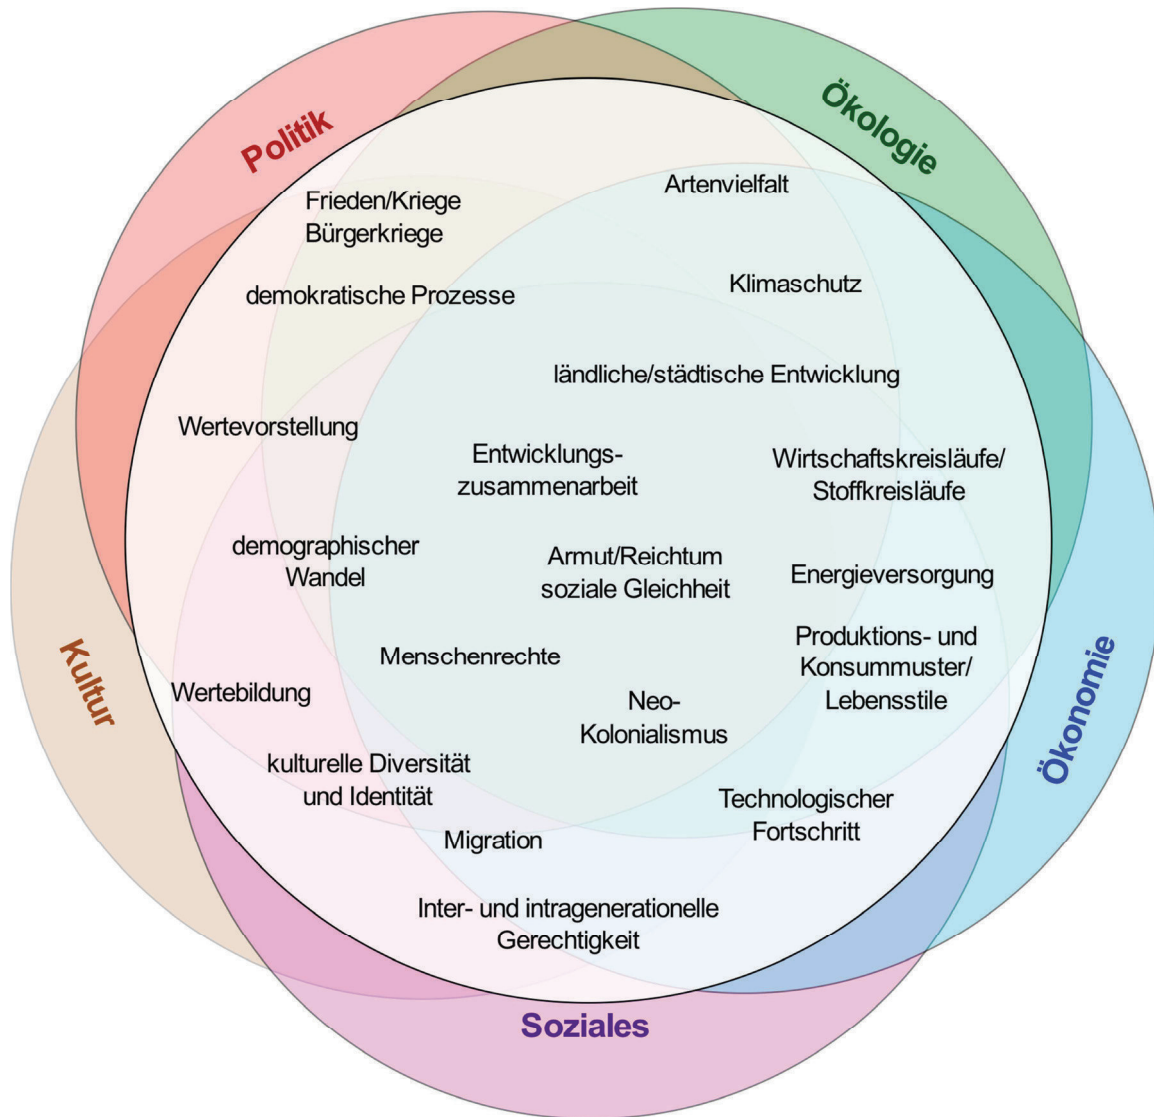 Politik
Ökologie
Frieden/Kriege
Bürgerkriege
Artenvielfalt
demokratische Prozesse
Klimaschutz
ländliche/städtische Entwicklung
Wertevorstellung
Entwicklungs-
zusammenarbeit
Wirtschaftskreisläufe/
Stoffkreisläufe
demographischer
Wandel
Armut/Reichtum
soziale Gleichheit
Energieversorgung
Menschenrechte
Produktions- und
Konsummuster/
Lebensstile
Kultur
Wertebildung
Neo-
Kolonialismus
Ökonomie
kulturelle Diversität
und Identität
Technologischer
Fortschritt
Migration
Inter- und intragenerationelle
Gerechtigkeit
Soziales